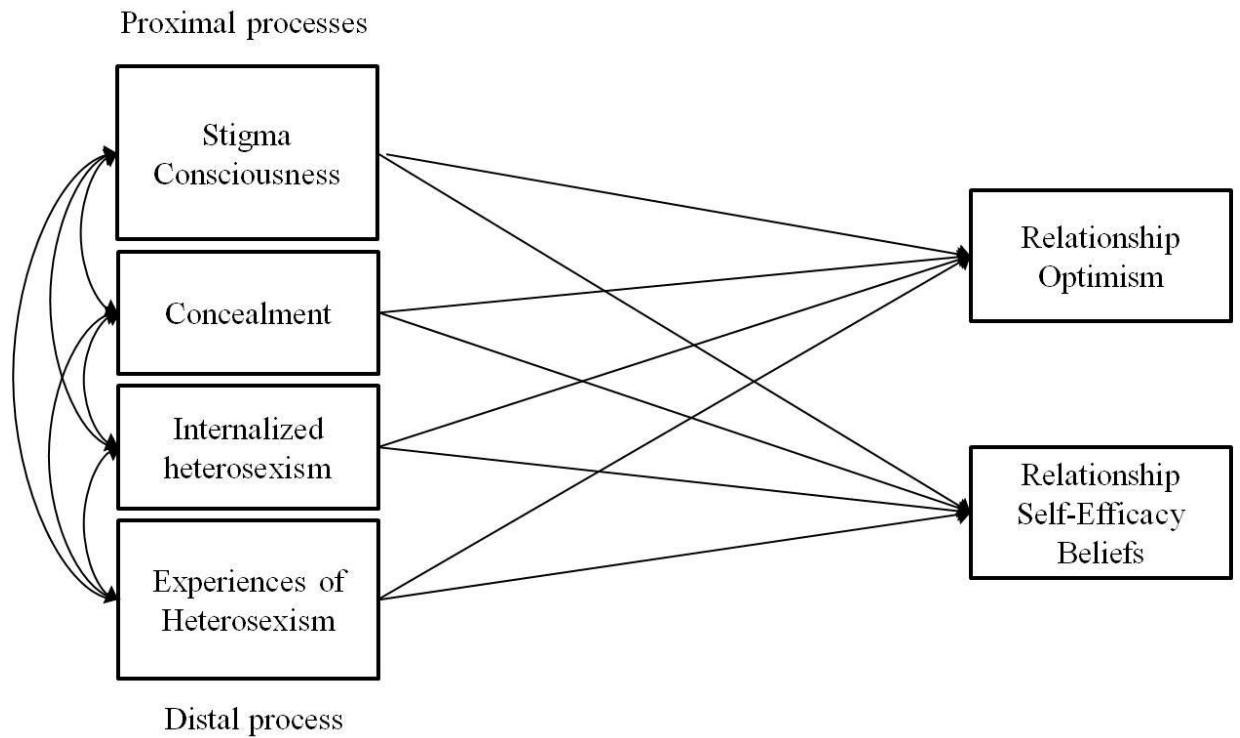 Proximal processes
Stigma
Consciousness
Concealment
Internalized
heterosexism
Experiences of
Heterosexism
Distal process
Relationship
Optimism
Relationship
Self-Efficacy
Beliefs